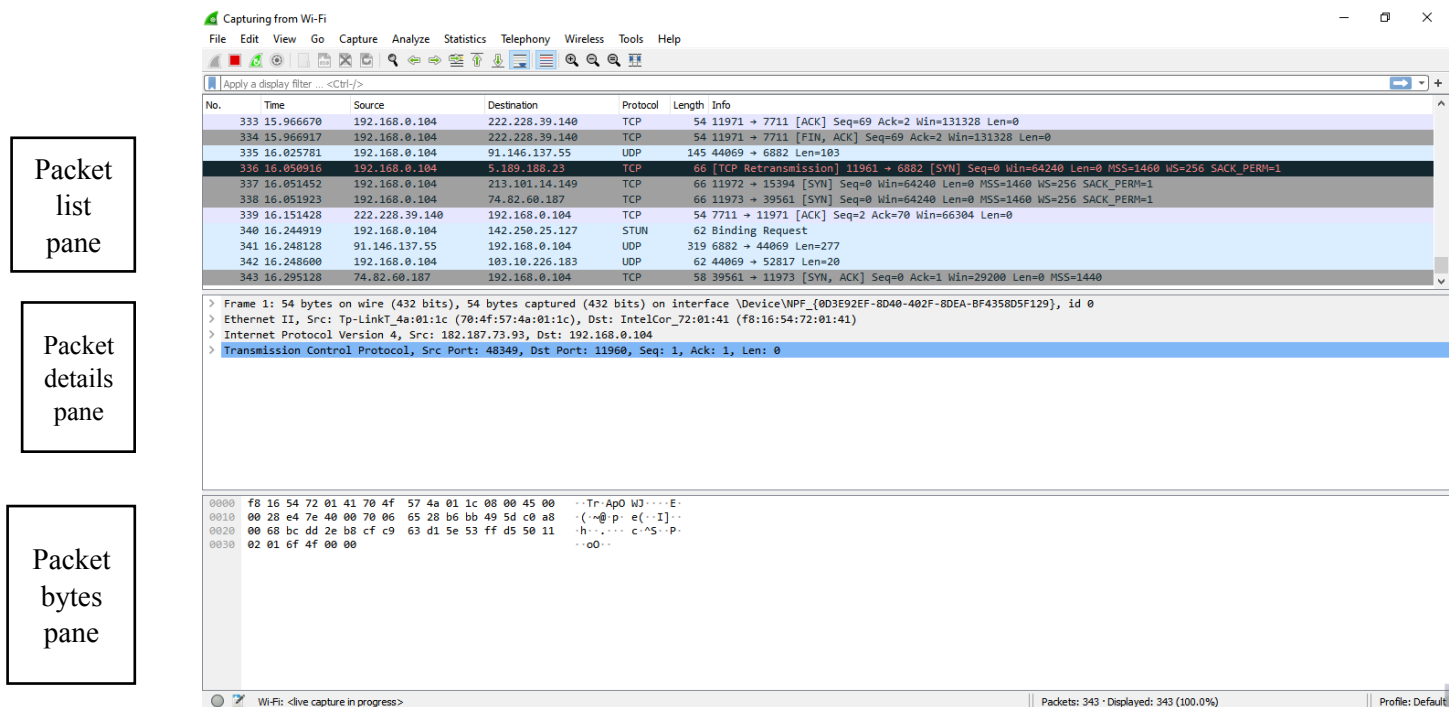 Capturing from Wi-Fi
File Edit View Go Capture Analyze Statistics Telephony Wireless Tools Help
Apply a display filter ... <Ctrl-/>
No. Time Source Destination Protocol Length Info
333 15.966670 192.168.0.104 222.228.39.140 TCP 54 11971 → 7711 [ACK] Seq=69 Ack=2 Win=131328 Len=0
334 15.966917 192.168.0.104 222.228.39.140 TCP 54 11971 → 7711 [FIN, ACK] Seq=69 Ack=2 Win=131328 Len=0
335 16.025781 192.168.0.104 91.146.137.55 UDP 145 44069 → 6882 Len=103
336 16.050916 192.168.0.104 5.189.188.23 TCP 66 [TCP Retransmission] 11961 → 6882 [SYN] Seq=0 Win=64240 Len=0 MSS=1460 WS=256 SACK_PERM=1
337 16.051452 192.168.0.104 213.101.14.149 TCP 66 11972 → 15394 [SYN] Seq=0 Win=64240 Len=0 MSS=1460 WS=256 SACK_PERM=1
338 16.051923 192.168.0.104 74.82.60.187 TCP 66 11973 → 39561 [SYN] Seq=0 Win=64240 Len=0 MSS=1460 WS=256 SACK_PERM=1
339 16.151428 222.228.39.140 192.168.0.104 TCP 54 7711 → 11971 [ACK] Seq=2 Ack=70 Win=66304 Len=0
340 16.244919 192.168.0.104 142.250.25.127 STUN 62 Binding Request
341 16.248128 91.146.137.55 192.168.0.104 UDP 319 6882 → 44069 Len=277
342 16.248600 192.168.0.104 103.10.226.183 UDP 62 44069 → 52817 Len=20
343 16.295128 74.82.60.187 192.168.0.104 TCP 58 39561 → 11973 [SYN, ACK] Seq=0 Ack=1 Win=29200 Len=0 MSS=1440
Packet
list
pane
Frame 1: 54 bytes on wire (432 bits), 54 bytes captured (432 bits) on interface \Device\NPF_{0D3E92EF-8D40-402F-8DEA-BF4358D5F129}, id 0
Ethernet II, Src: Tp-LinkT_4a:01:1c (70:4f:57:4a:01:1c), Dst: IntelCor_72:01:41 (f8:16:54:72:01:41)
Internet Protocol Version 4, Src: 182.187.73.93, Dst: 192.168.0.104
Transmission Control Protocol, Src Port: 48349, Dst Port: 11960, Seq: 1, Ack: 1, Len: 0
Packet
details
pane
0000 f8 16 54 72 01 41 70 4f 57 4a 01 1c 08 00 45 00 ··Tr·ApO WJ····E·
0010 00 28 e4 7e 40 00 70 06 65 28 b6 bb 49 5d c0 a8 ·(·~@·p· e(··I]··
0020 00 68 bc dd 2e b8 cf c9 63 d1 5e 53 ff d5 50 11 ·h··.··· c·^S··P·
0030 02 01 6f 4f 00 00 ··oO··
Packet
bytes
pane
Wi-Fi: <live capture in progress> Packets: 343 · Displayed: 343 (100.0%) Profile: Default